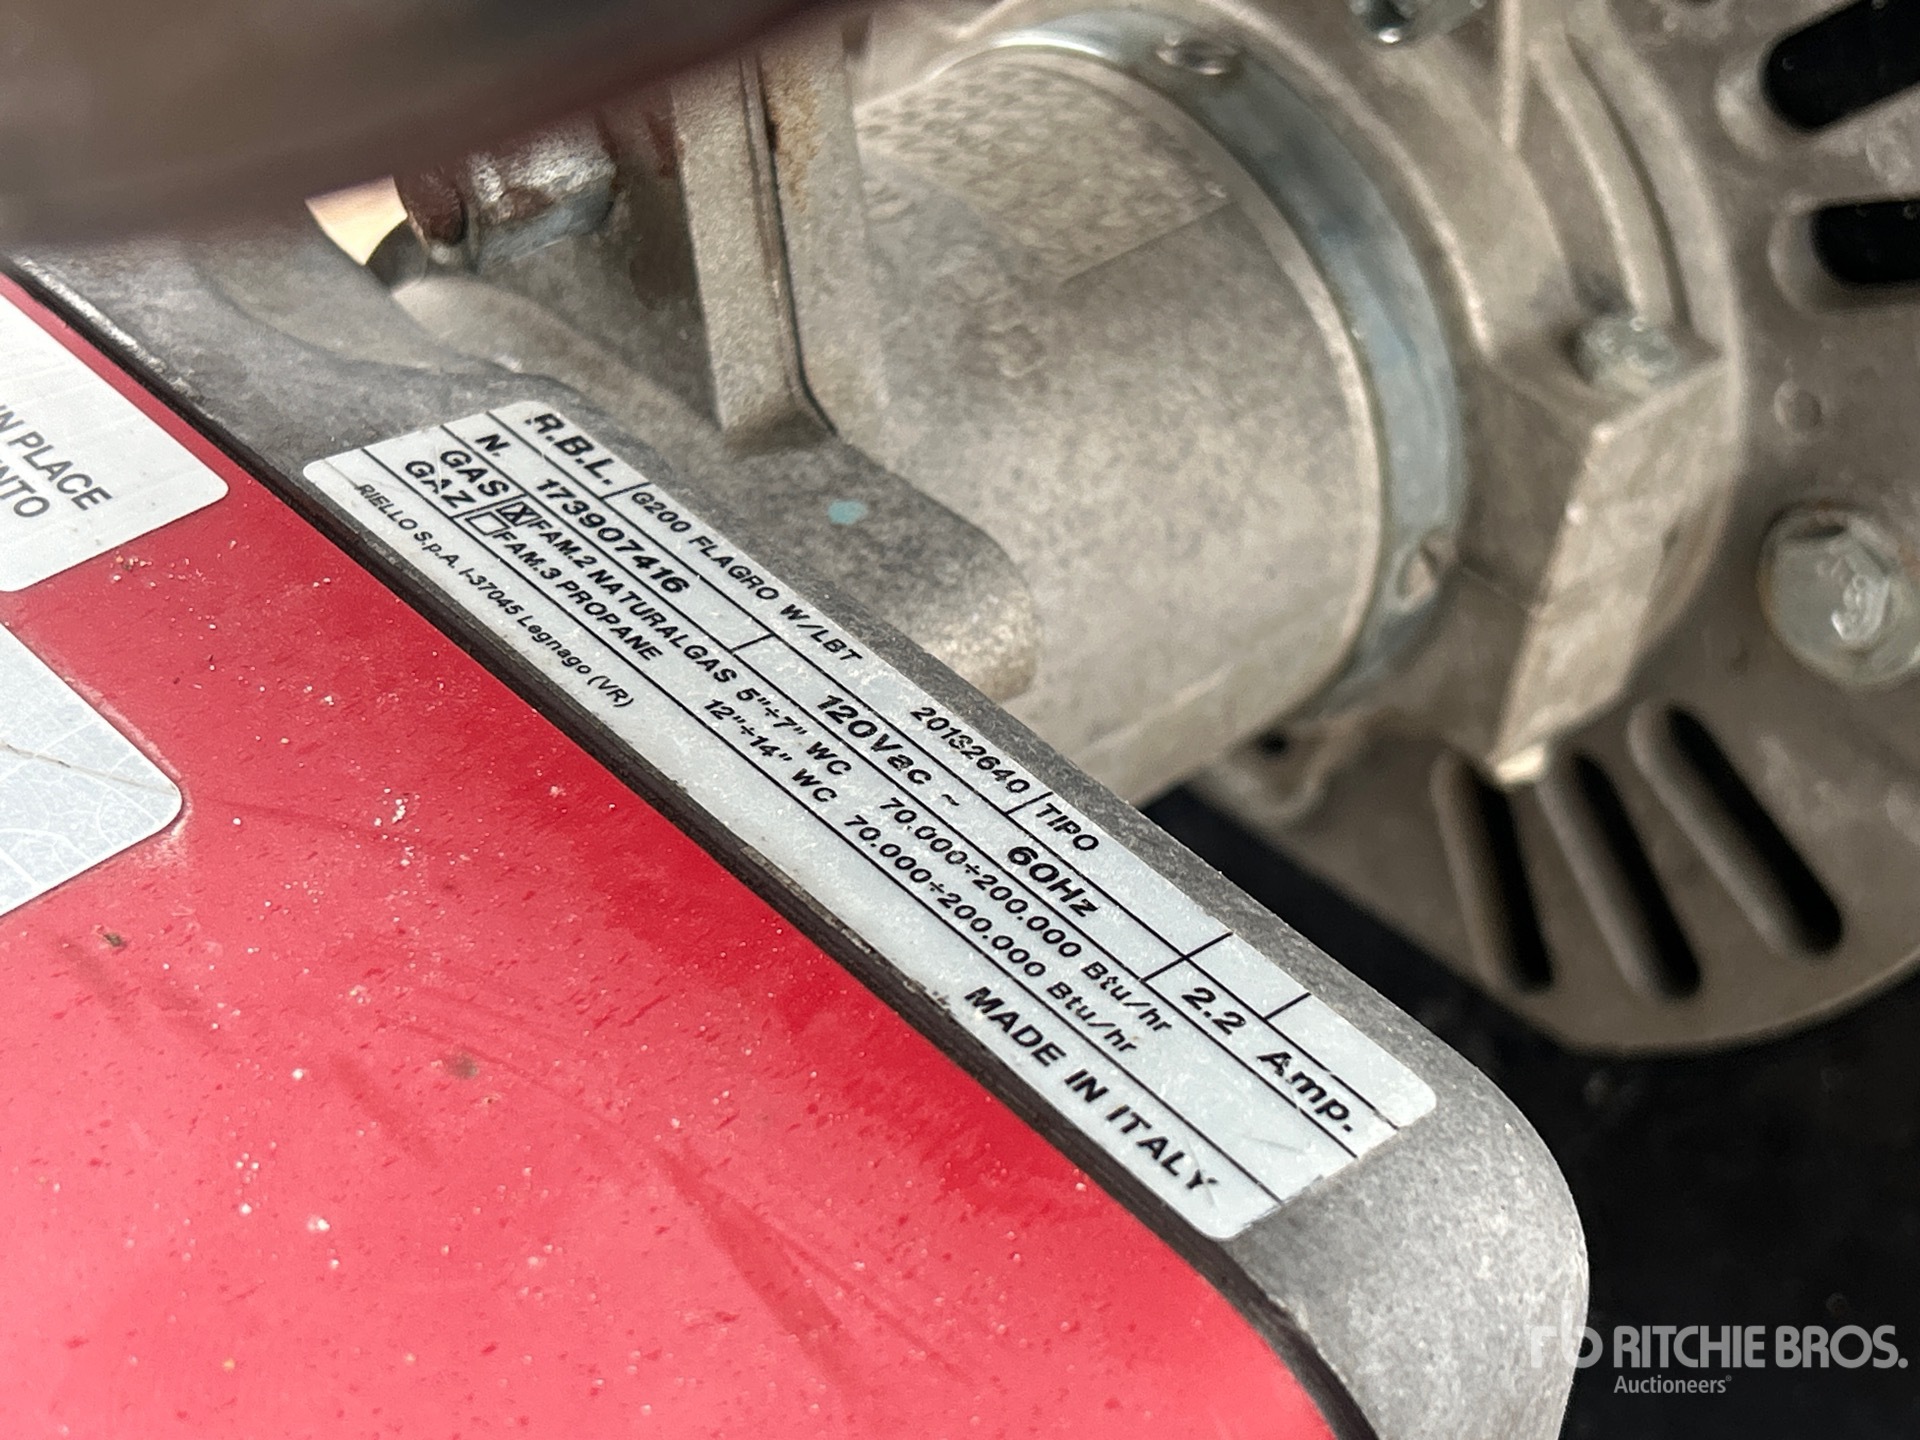 IN PLACE
NTO
R.B.L. G200 FLAGRO W/LBT 20132640 TIPO
N. 173907416 120Vac ~ 60Hz 2.2 Amp.
GAS X FAM.2 NATURALGAS 5"÷7" WC 70.000÷200.000 Btu/hr
GAZ FAM.3 PROPANE 12"÷14" WC 70.000÷200.000 Btu/hr
RIELLO S.p.A. I-37045 Legnago (VR) MADE IN ITALY
RITCHIE BROS.
Auctioneers